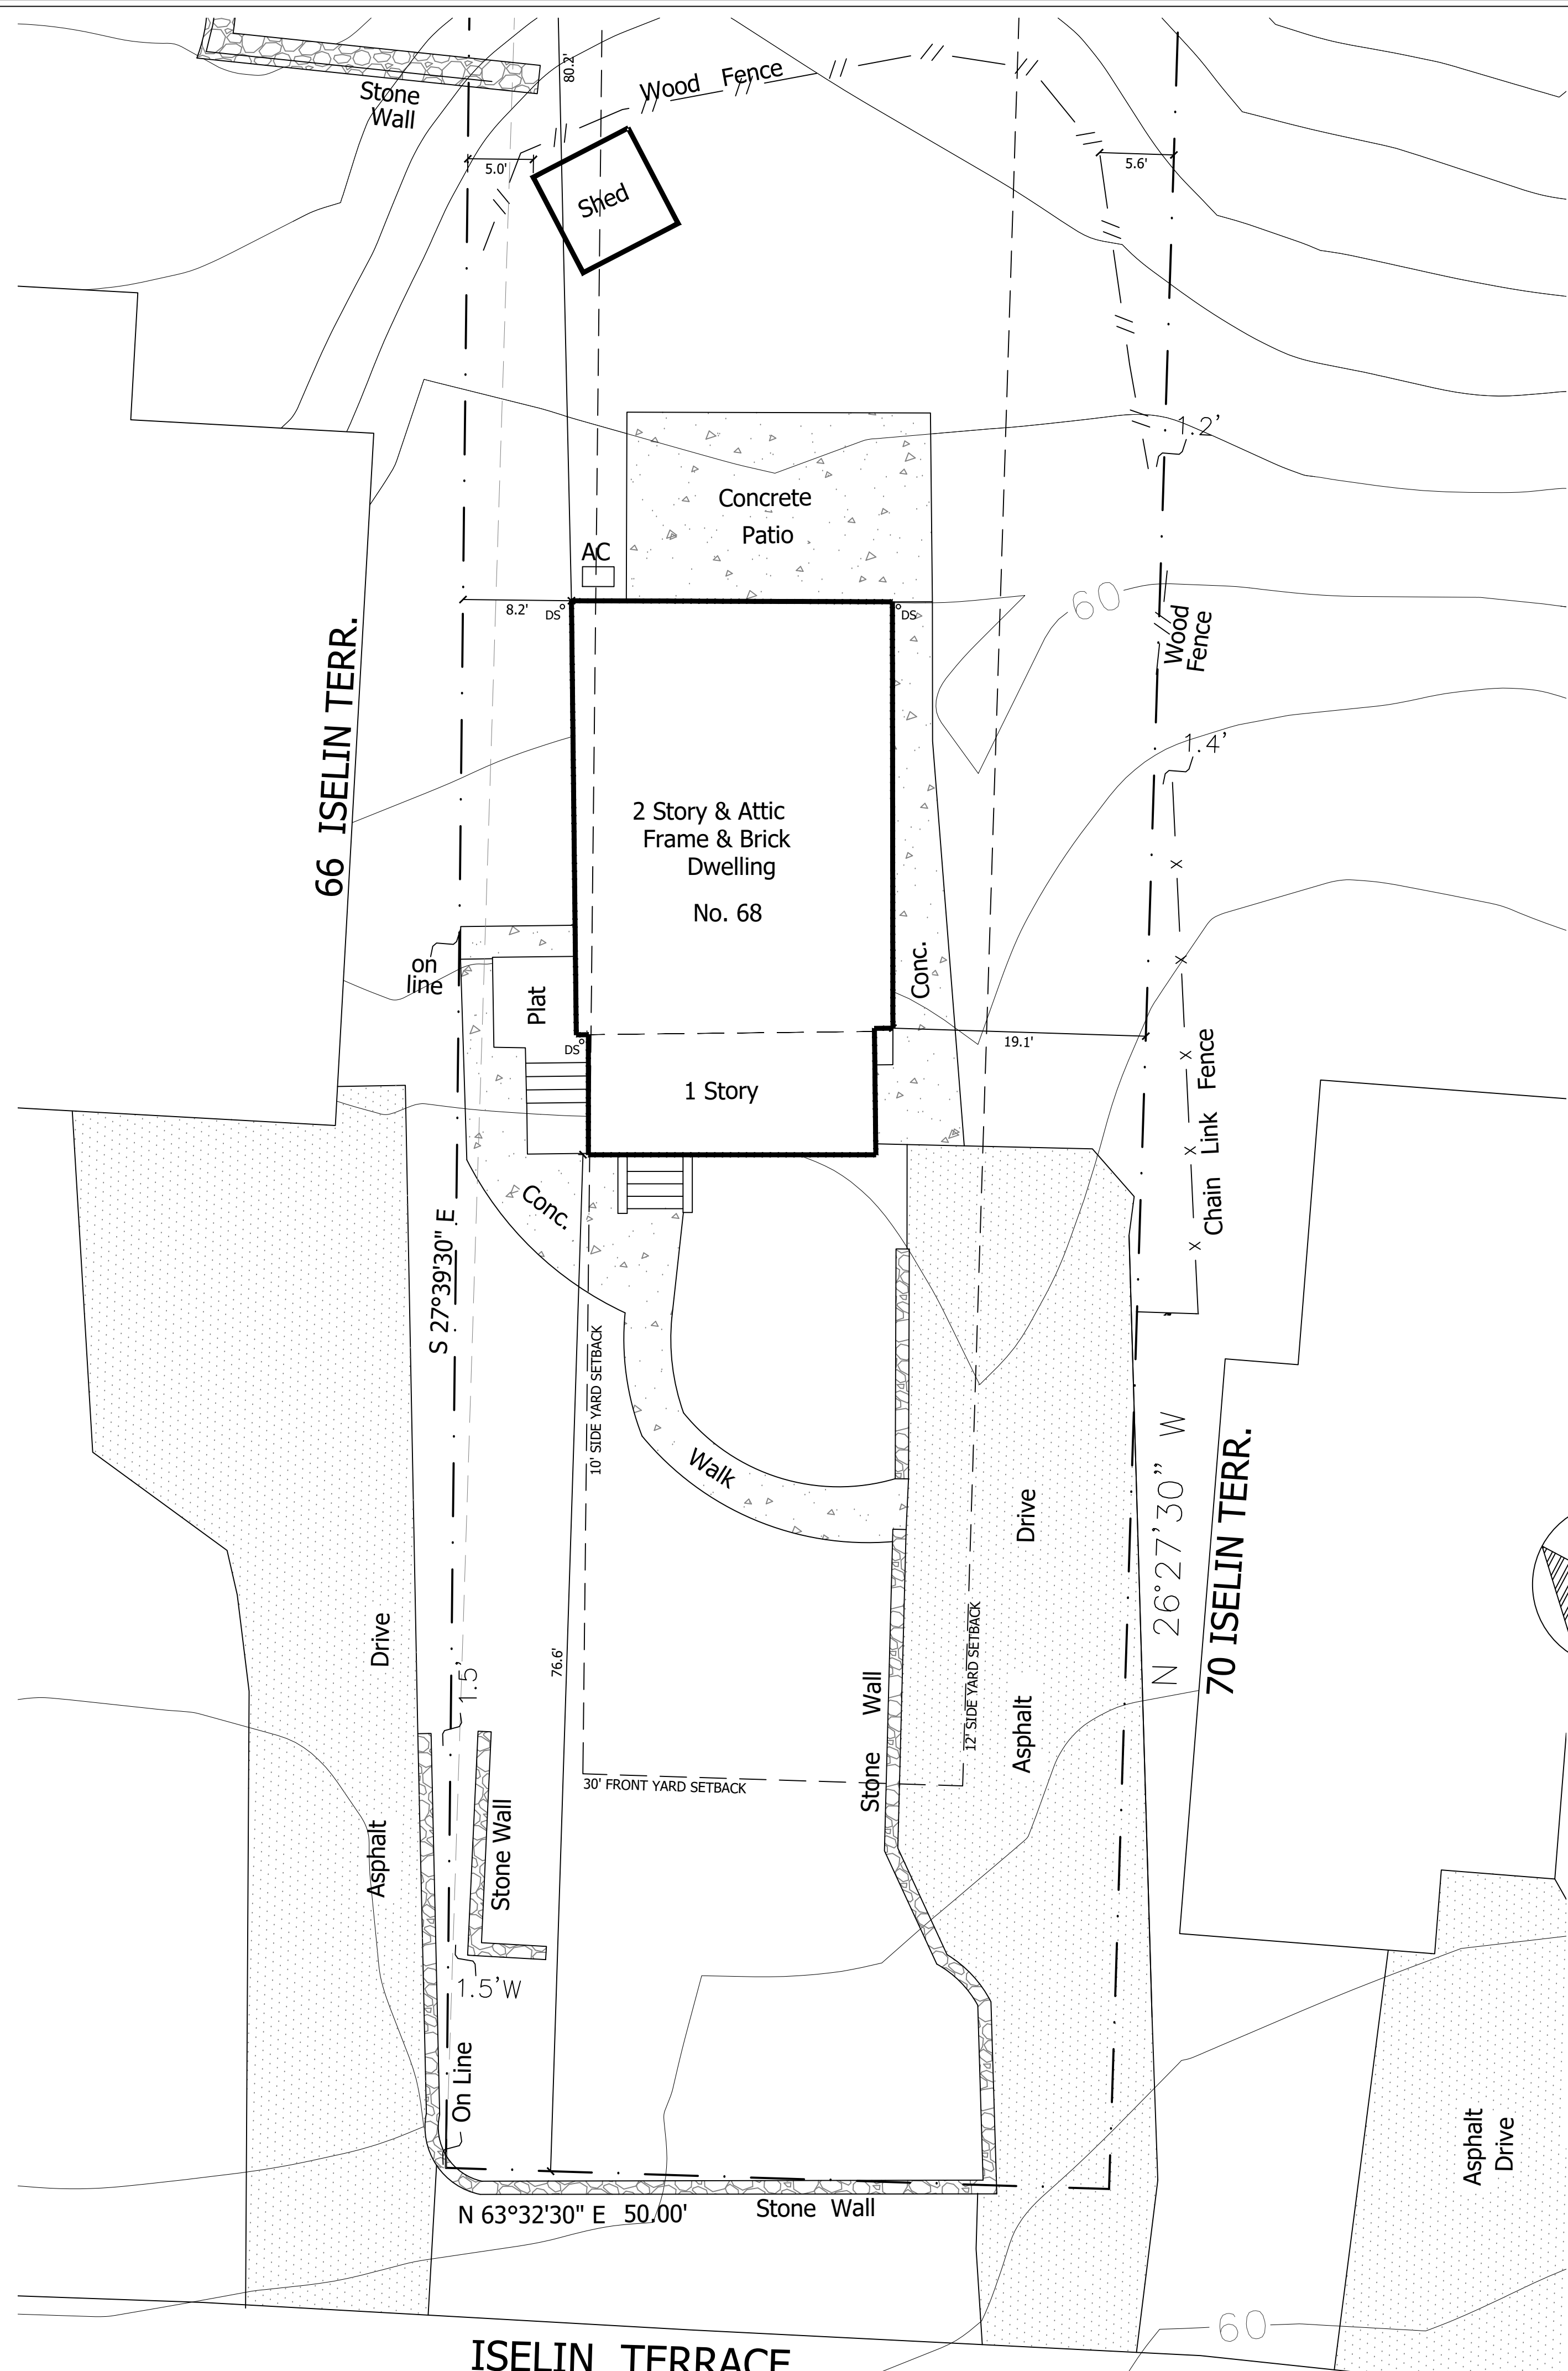 80.2'
Wood Fence
Stone
Wall
5.0'
5.6'
Shed
1.2'
Concrete
Patio
AC
8.2'
DS
DS
60
Wood
Fence
66 ISELIN TERR.
1.4'
2 Story & Attic
Frame & Brick
Dwelling
No. 68
on
line
Plat
Conc.
DS
19.1'
1 Story
Chain Link Fence
Conc.
S 27°39'30" E
10' SIDE YARD SETBACK
Walk
Drive
N 26°27'30" W
70 ISELIN TERR.
Drive
1.5'
76.6'
Stone Wall
12' SIDE YARD SETBACK
Asphalt
30' FRONT YARD SETBACK
Asphalt
Stone Wall
1.5'W
On Line
Asphalt
Drive
N 63°32'30" E 50.00'
Stone Wall
60
ISELIN TERRACE